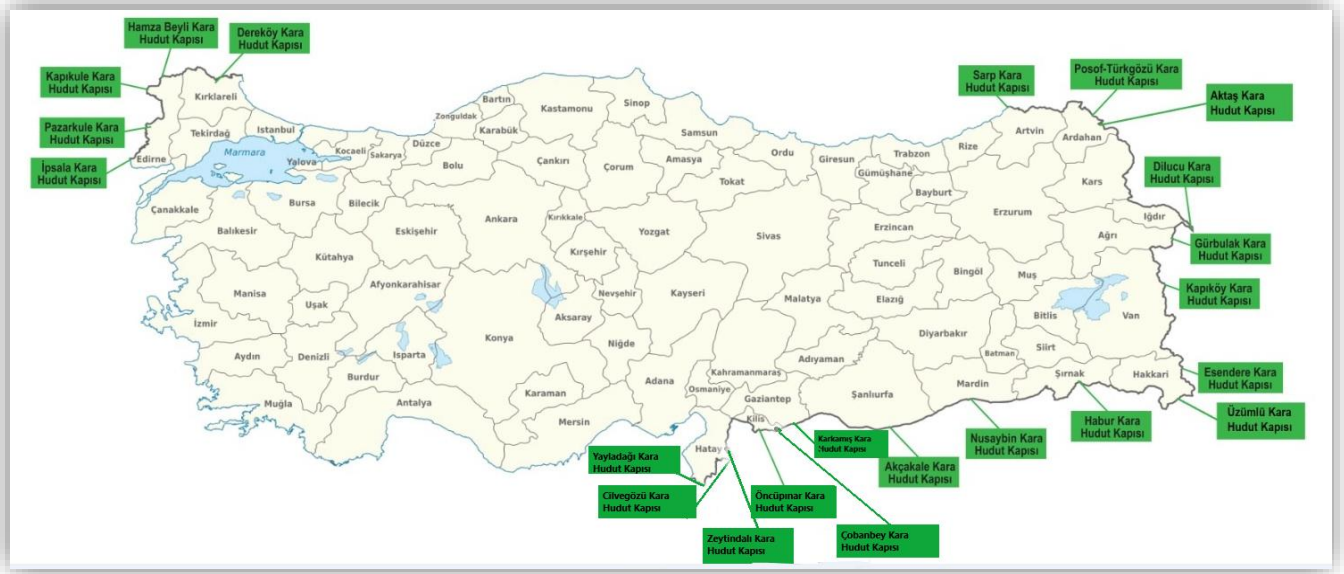 Hamza Beyli Kara
Hudut Kapısı
Dereköy Kara
Hudut Kapısı
Kapıkule Kara
Hudut Kapısı
Pazarkule Kara
Hudut Kapısı
İpsala Kara
Hudut Kapısı
Sarp Kara
Hudut Kapısı
Posof-Türkgözü Kara
Hudut Kapısı
Aktaş Kara
Hudut Kapısı
Dilucu Kara
Hudut Kapısı
Gürbulak Kara
Hudut Kapısı
Kapıköy Kara
Hudut Kapısı
Esendere Kara
Hudut Kapısı
Üzümlü Kara
Hudut Kapısı
Habur Kara
Hudut Kapısı
Nusaybin Kara
Hudut Kapısı
Akçakale Kara
Hudut Kapısı
Karkamış Kara
Hudut Kapısı
Yayladağı Kara
Hudut Kapısı
Cilvegözü Kara
Hudut Kapısı
Öncüpınar Kara
Hudut Kapısı
Zeytindalı Kara
Hudut Kapısı
Çobanbey Kara
Hudut Kapısı
Kırklareli
Tekirdağ
Istanbul
Edirne
Marmara
Yalova
Kocaeli
Sakarya
Düzce
Zonguldak
Bartın
Karabük
Kastamonu
Sinop
Bolu
Çankırı
Çorum
Samsun
Amasya
Tokat
Ordu
Giresun
Gümüşhane
Trabzon
Bayburt
Rize
Artvin
Ardahan
Kars
Iğdır
Ağrı
Erzurum
Erzincan
Tunceli
Bingöl
Muş
Bitlis
Van
Elazığ
Malatya
Sivas
Yozgat
Kırıkkale
Kırşehir
Ankara
Eskişehir
Bilecik
Bursa
Çanakkale
Balıkesir
Kütahya
Manisa
Uşak
Afyonkarahisar
İzmir
Aydın
Denizli
Isparta
Burdur
Muğla
Antalya
Konya
Aksaray
Nevşehir
Niğde
Kayseri
Karaman
Mersin
Adana
Osmaniye
Kahramanmaraş
Gaziantep
Kilis
Hatay
Adıyaman
Şanlıurfa
Diyarbakır
Mardin
Batman
Siirt
Şırnak
Hakkari